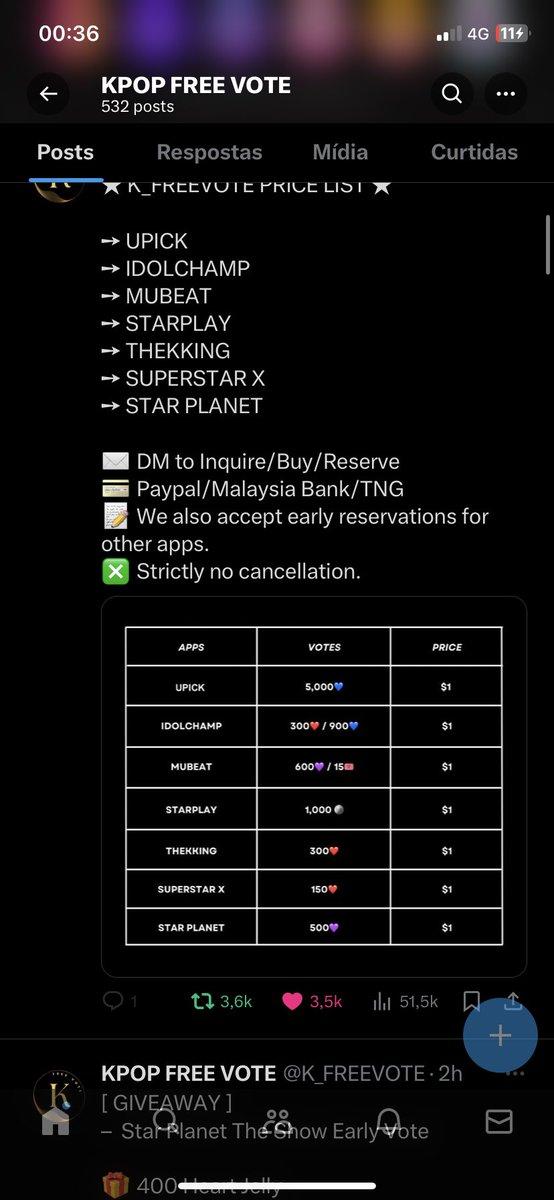 00:36
4G
11
KPOP FREE VOTE
532 posts
Posts Respostas Mídia Curtidas
★ K_FREEVOTE PRICE LIST ★
➙ UPICK
➙ IDOLCHAMP
➙ MUBEAT
➙ STARPLAY
➙ THEKKING
➙ SUPERSTAR X
➙ STAR PLANET
✉️ DM to Inquire/Buy/Reserve
💳 Paypal/Malaysia Bank/TNG
📝 We also accept early reservations for
other apps.
❎ Strictly no cancellation.
APPS VOTES PRICE
UPICK 5,000💙 $1
IDOLCHAMP 300❤️ / 900💙 $1
MUBEAT 600💜 / 15🎟️ $1
STARPLAY 1,000 🌕 $1
THEKKING 300❤️ $1
SUPERSTAR X 150❤️ $1
STAR PLANET 500💜 $1
1 3,6k 3,5k 51,5k
KPOP FREE VOTE @K_FREEVOTE · 2h
[ GIVEAWAY ]
– Star Planet The Show Early Vote
🎁 400 Heart Jelly